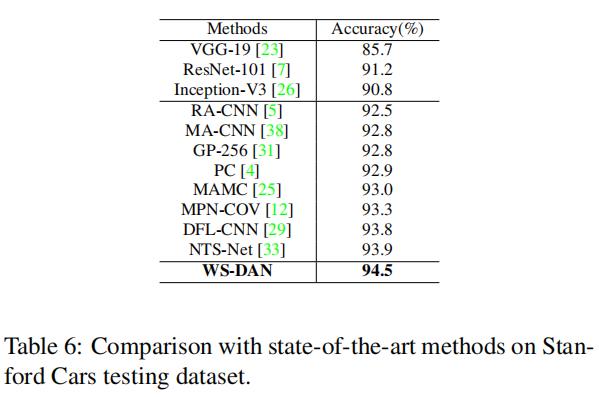 Methods Accuracy(%)
VGG-19 [23] 85.7
ResNet-101 [7] 91.2
Inception-V3 [26] 90.8
RA-CNN [5] 92.5
MA-CNN [38] 92.8
GP-256 [31] 92.8
PC [4] 92.9
MAMC [25] 93.0
MPN-COV [12] 93.3
DFL-CNN [29] 93.8
NTS-Net [33] 93.9
WS-DAN 94.5
Table 6: Comparison with state-of-the-art methods on Stan-
ford Cars testing dataset.